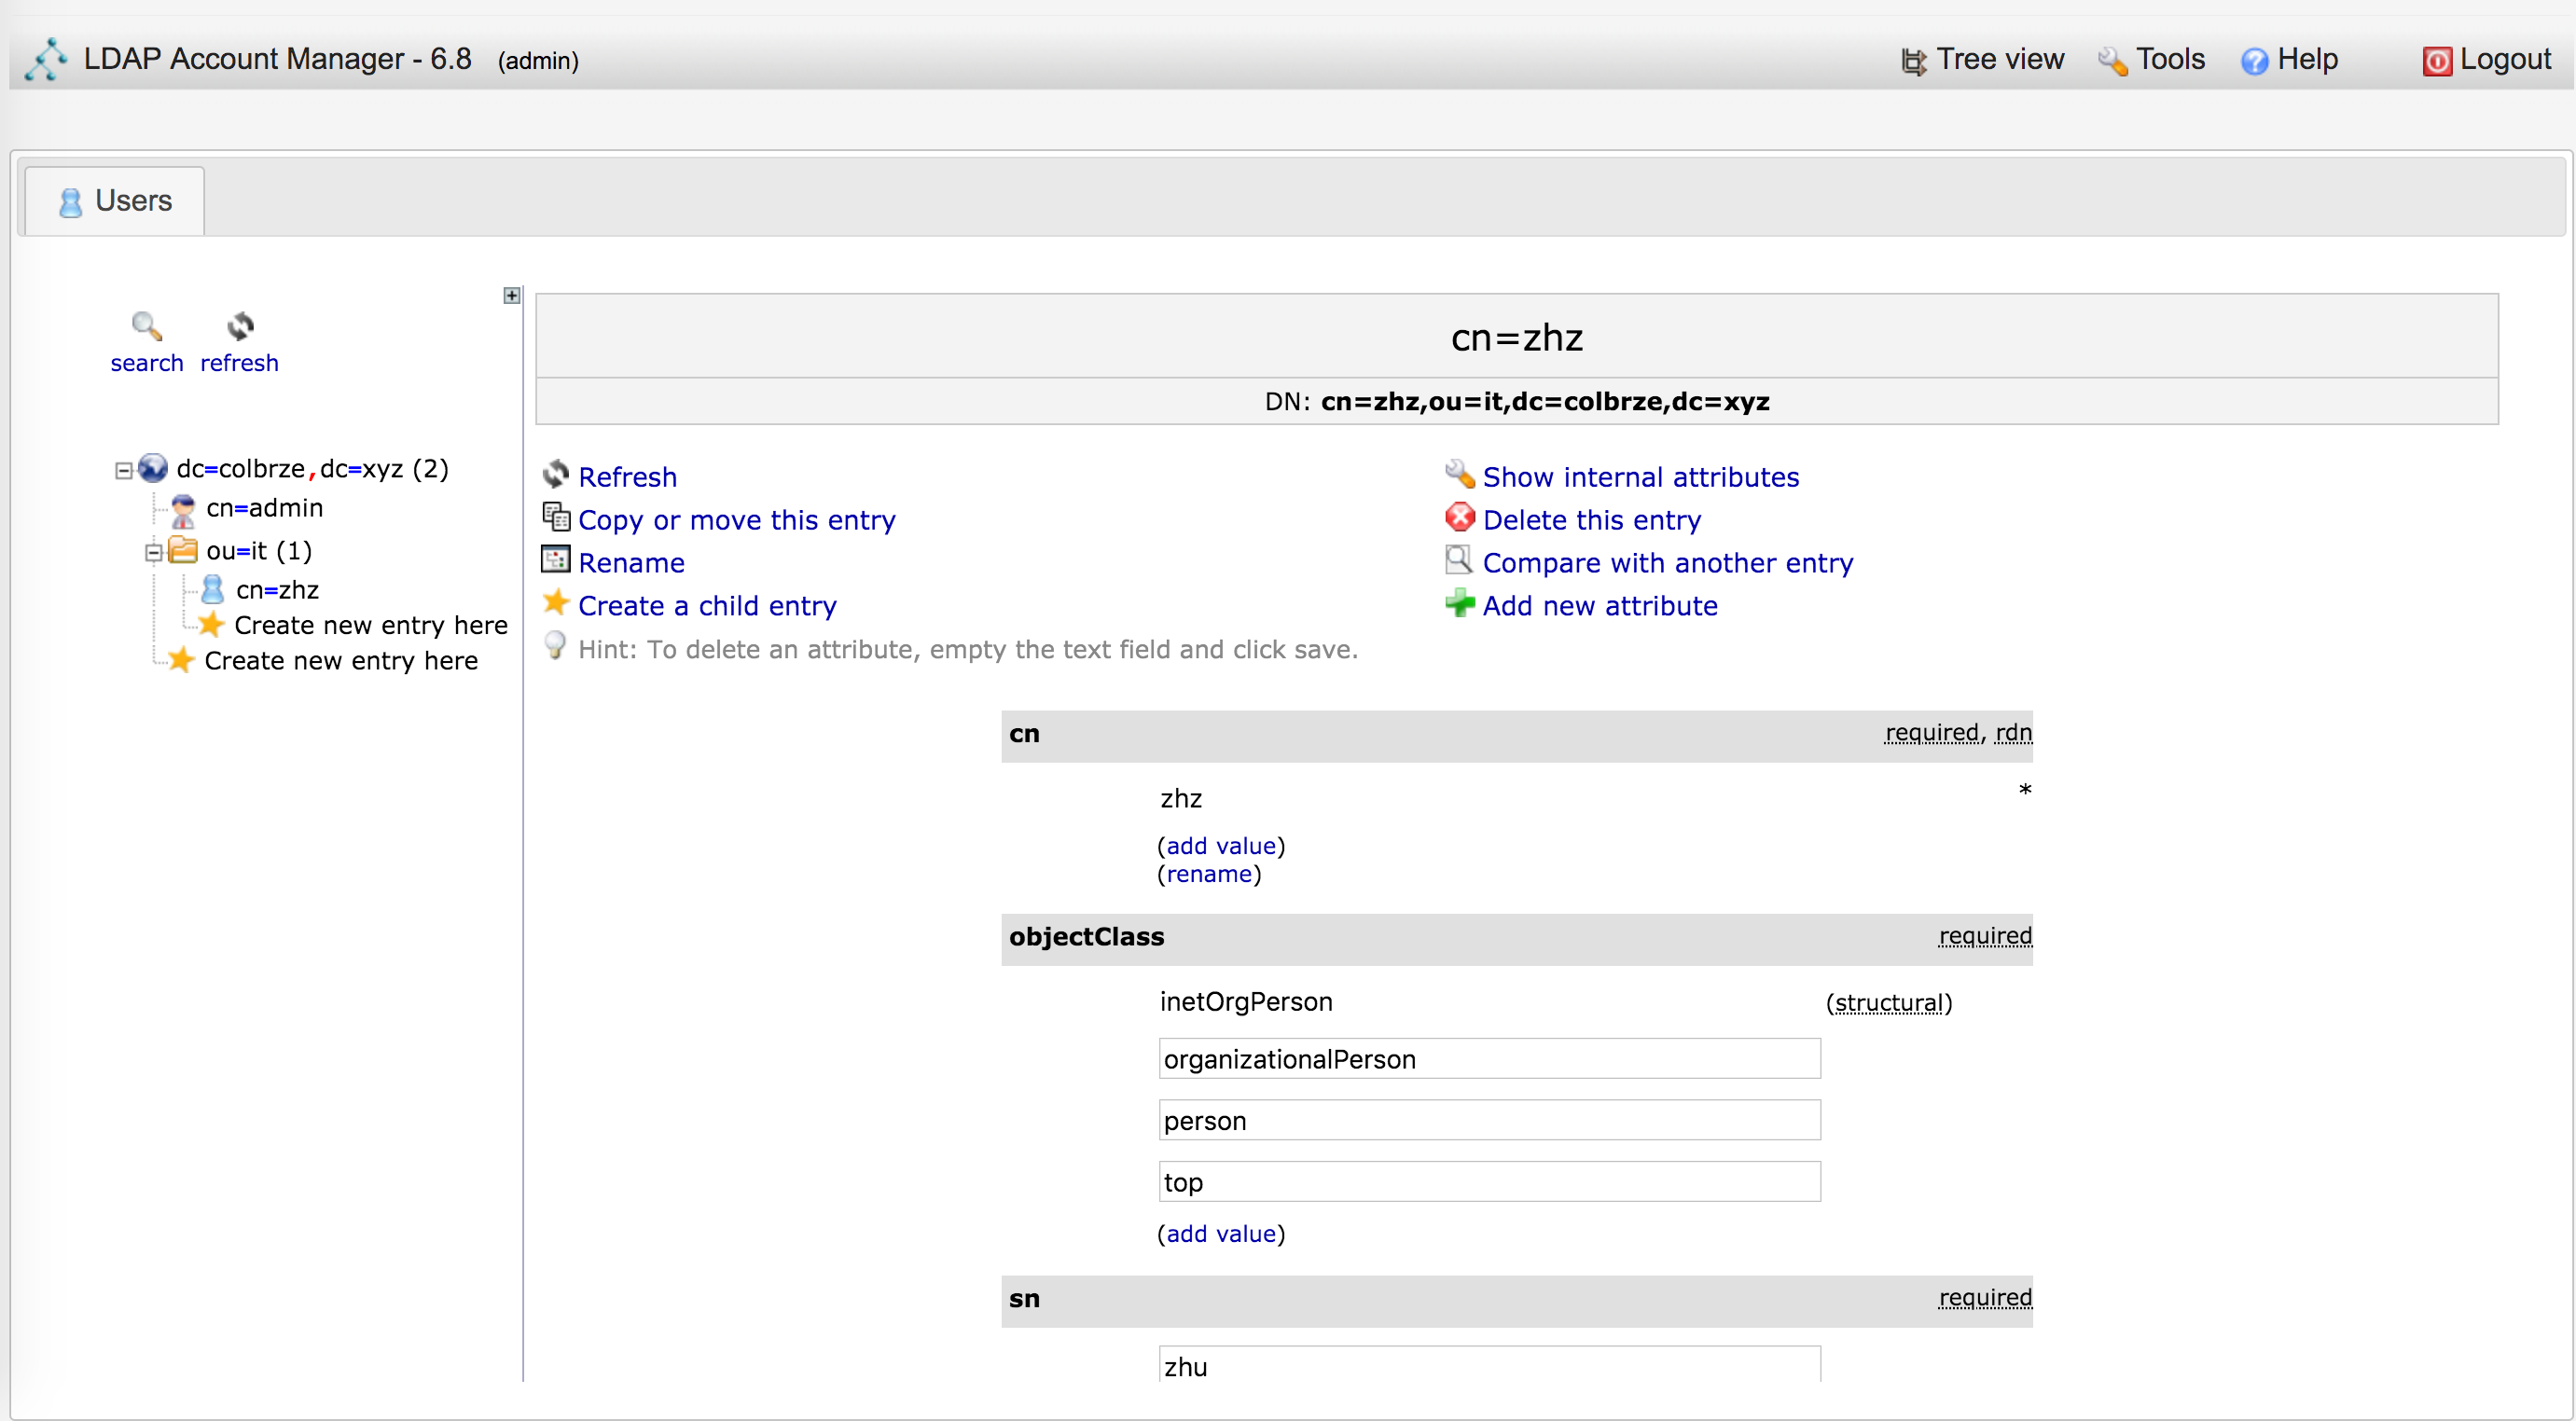 LDAP Account Manager - 6.8 (admin)
Tree view Tools Help Logout
Users
search refresh
dc=colbrze,dc=xyz (2)
cn=admin
ou=it (1)
cn=zhz
Create new entry here
Create new entry here
cn=zhz
DN: cn=zhz,ou=it,dc=colbrze,dc=xyz
Refresh
Show internal attributes
Copy or move this entry
Delete this entry
Rename
Compare with another entry
Create a child entry
Add new attribute
Hint: To delete an attribute, empty the text field and click save.
cn required, rdn
zhz *
(add value)
(rename)
objectClass required
inetOrgPerson (structural)
organizationalPerson
person
top
(add value)
sn required
zhu